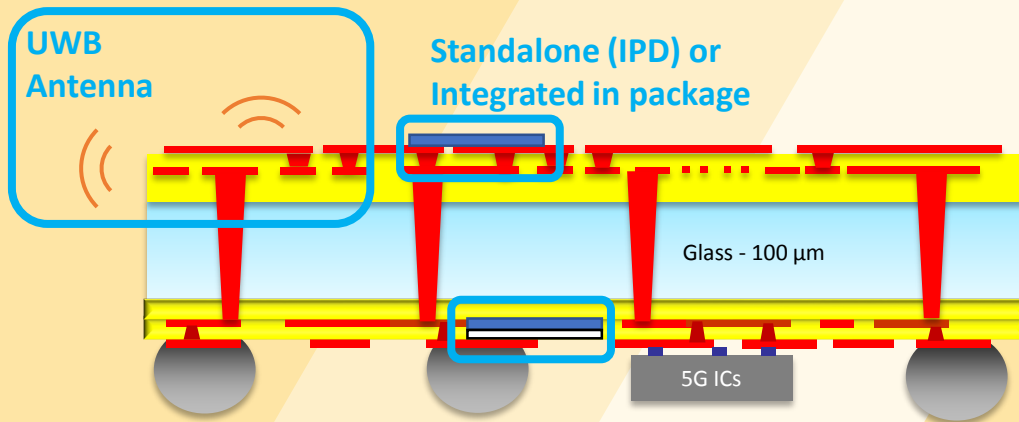 UWB
Antenna
Standalone (IPD) or
Integrated in package
Glass - 100 µm
5G ICs